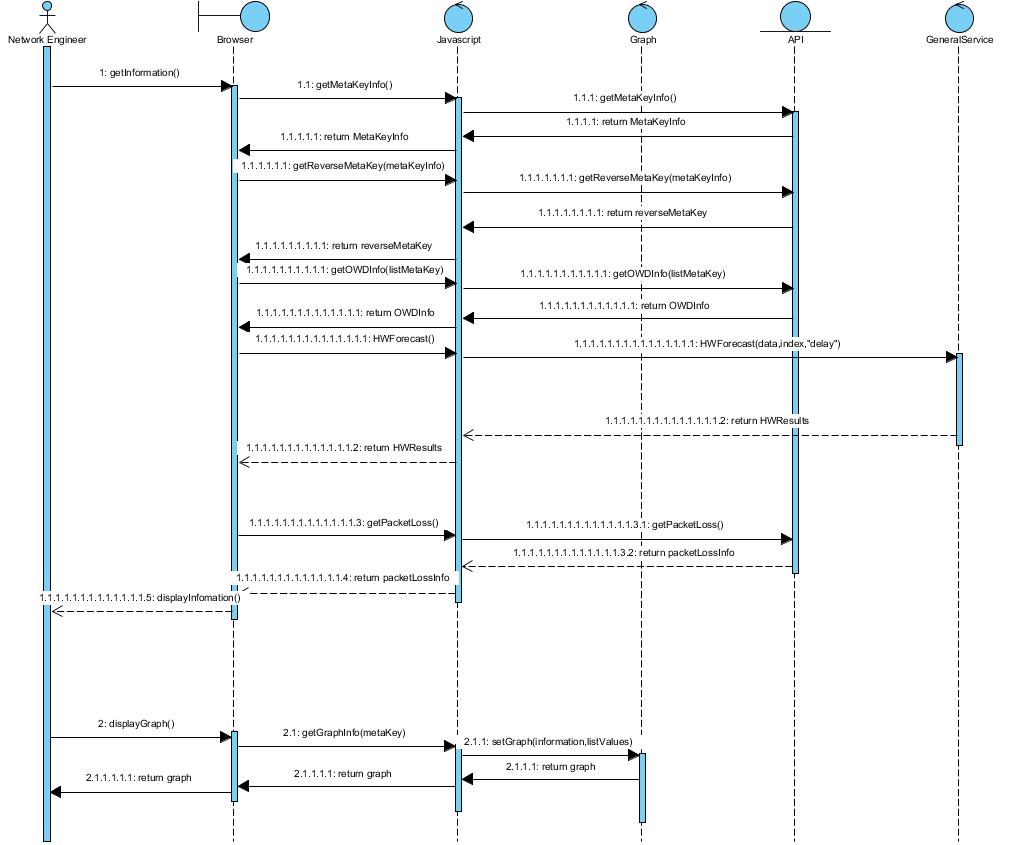 Network Engineer
Browser
Javascript
Graph
API
GeneralService
1: getInformation()
1.1: getMetaKeyInfo()
1.1.1: getMetaKeyInfo()
1.1.1.1: return MetaKeyInfo
1.1.1.1.1: return MetaKeyInfo
1.1.1.1.1.1: getReverseMetaKey(metaKeyInfo)
1.1.1.1.1.1.1: getReverseMetaKey(metaKeyInfo)
1.1.1.1.1.1.1.1: return reverseMetaKey
1.1.1.1.1.1.1.1.1: return reverseMetaKey
1.1.1.1.1.1.1.1.1.1: getOWDInfo(listMetaKey)
1.1.1.1.1.1.1.1.1.1.1: getOWDInfo(listMetaKey)
1.1.1.1.1.1.1.1.1.1.1.1: return OWDInfo
1.1.1.1.1.1.1.1.1.1.1.1.1: return OWDInfo
1.1.1.1.1.1.1.1.1.1.1.1.1.1: HWForecast()
1.1.1.1.1.1.1.1.1.1.1.1.1.1.1: HWForecast(data,index,"delay")
1.1.1.1.1.1.1.1.1.1.1.1.1.1.2: return HWResults
1.1.1.1.1.1.1.1.1.1.1.1.1.2: return HWResults
1.1.1.1.1.1.1.1.1.1.1.1.1.3: getPacketLoss()
1.1.1.1.1.1.1.1.1.1.1.1.1.3.1: getPacketLoss()
1.1.1.1.1.1.1.1.1.1.1.1.1.3.2: return packetLossInfo
1.1.1.1.1.1.1.1.1.1.1.1.1.4: return packetLossInfo
1.1.1.1.1.1.1.1.1.1.1.1.1.5: displayInfomation()
2: displayGraph()
2.1: getGraphInfo(metaKey)
2.1.1: setGraph(information,listValues)
2.1.1.1: return graph
2.1.1.1.1: return graph
2.1.1.1.1.1: return graph